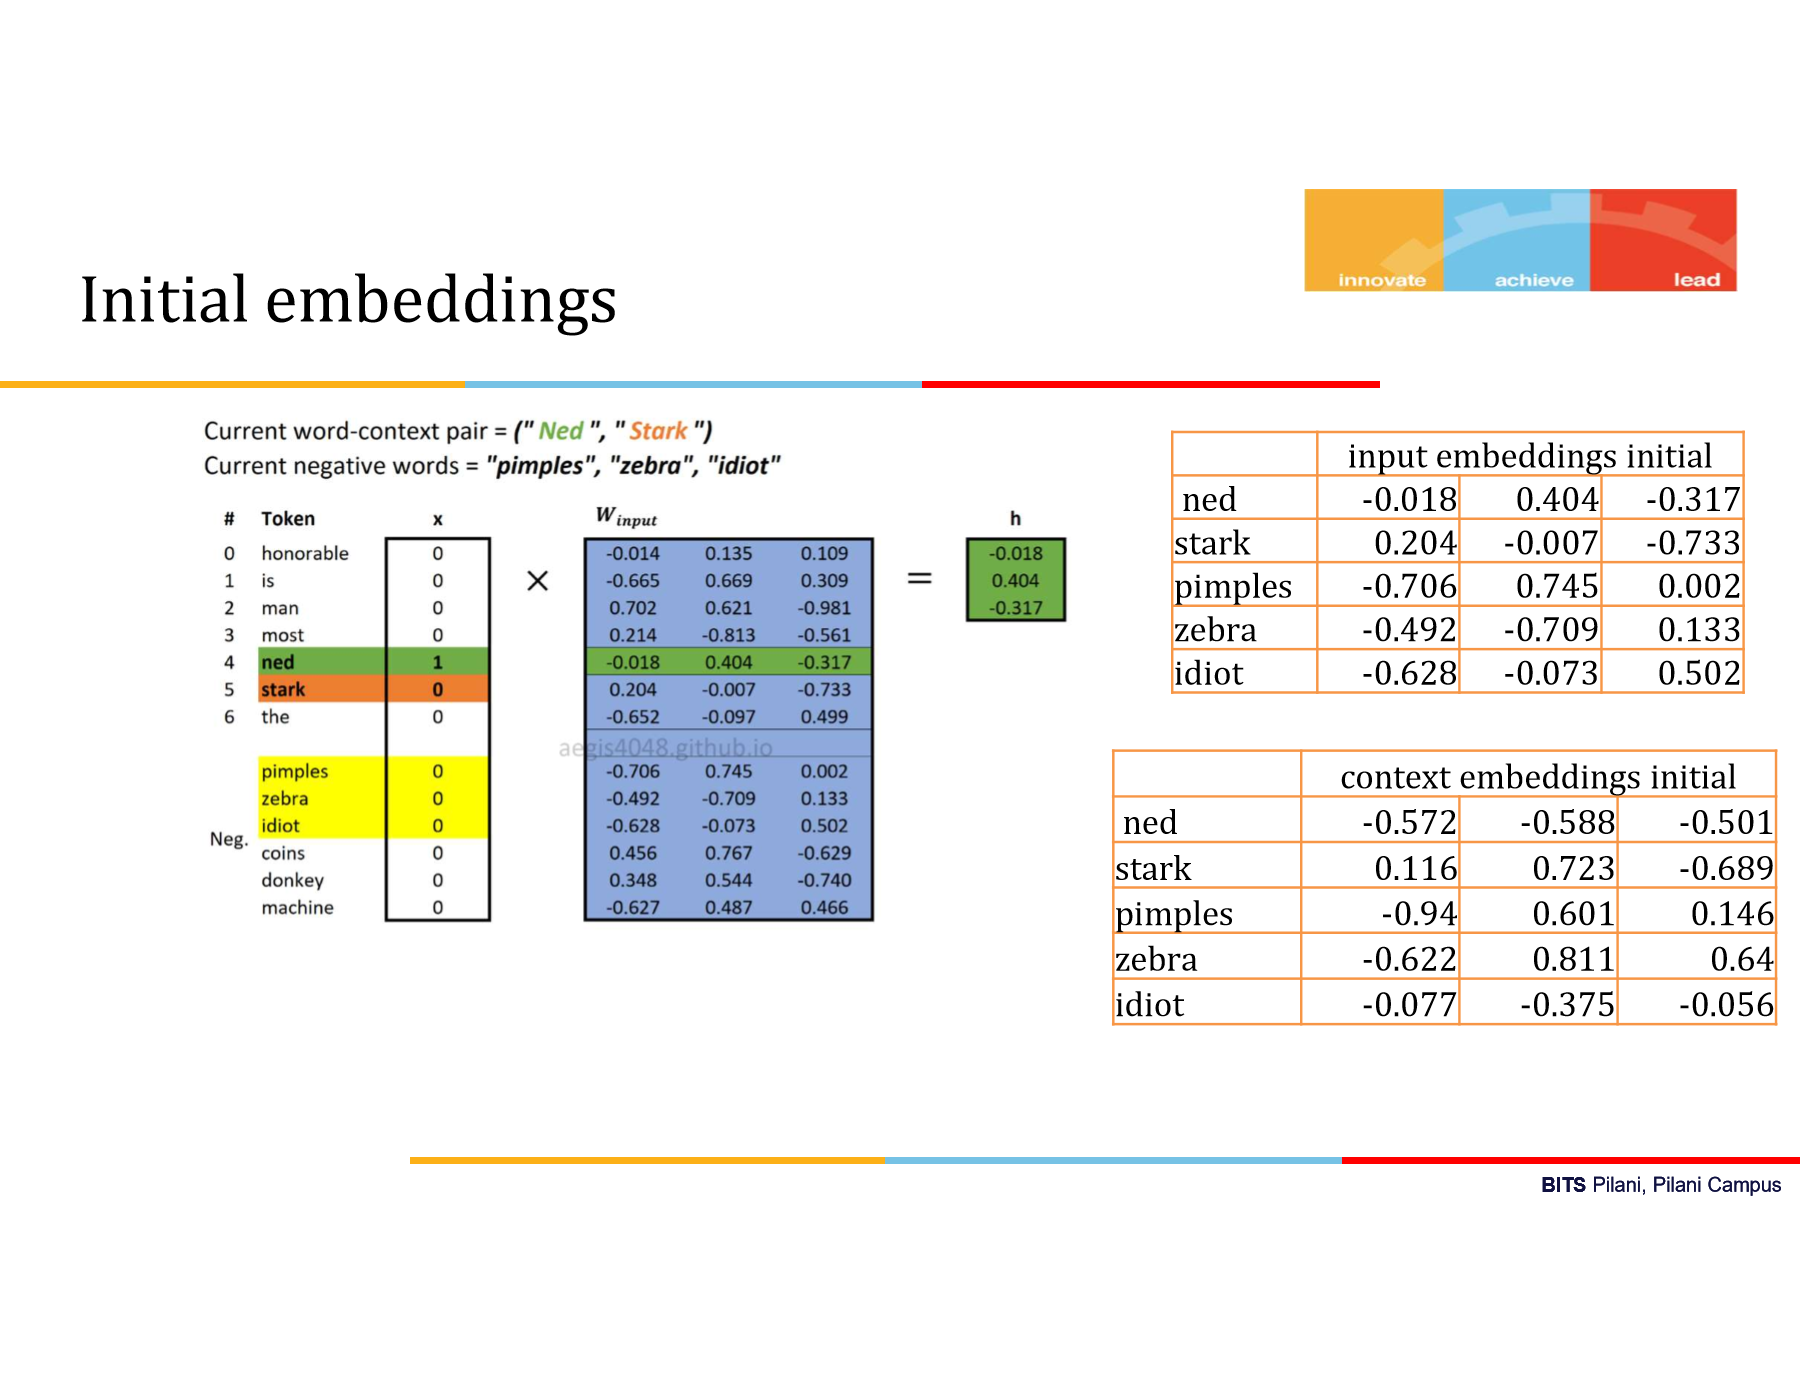 innovate achieve lead
Initial embeddings
Current word-context pair = ("Ned", "Stark")
Current negative words = "pimples", "zebra", "idiot"
# Token x W_input h
0 honorable 0 -0.014 0.135 0.109 -0.018
1 is 0 × -0.665 0.669 0.309 = 0.404
2 man 0 0.702 0.621 -0.981 -0.317
3 most 0 0.214 -0.813 -0.561
4 ned 1 -0.018 0.404 -0.317
5 stark 0 0.204 -0.007 -0.733
6 the 0 -0.652 -0.097 0.499
aegis4048.github.io
pimples 0 -0.706 0.745 0.002
zebra 0 -0.492 -0.709 0.133
idiot 0 -0.628 -0.073 0.502
Neg.
coins 0 0.456 0.767 -0.629
donkey 0 0.348 0.544 -0.740
machine 0 -0.627 0.487 0.466
input embeddings initial
ned -0.018 0.404 -0.317
stark 0.204 -0.007 -0.733
pimples -0.706 0.745 0.002
zebra -0.492 -0.709 0.133
idiot -0.628 -0.073 0.502
context embeddings initial
ned -0.572 -0.588 -0.501
stark 0.116 0.723 -0.689
pimples -0.94 0.601 0.146
zebra -0.622 0.811 0.64
idiot -0.077 -0.375 -0.056
BITS Pilani, Pilani Campus